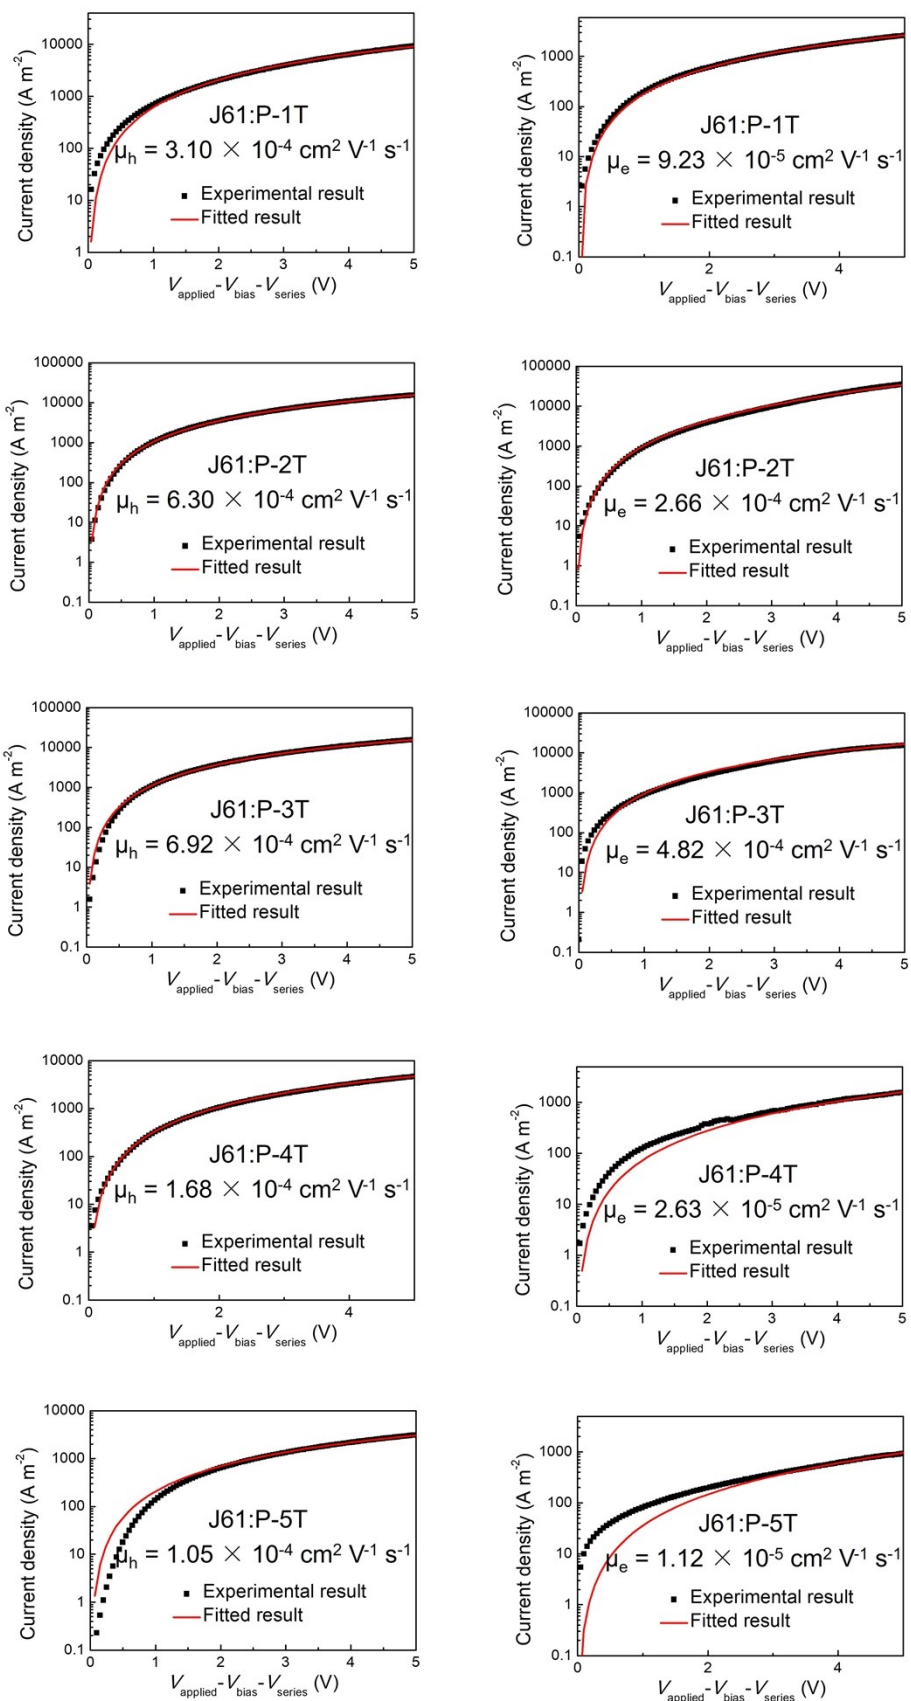 Current density (A m⁻²)
10000
1000
100
10
1
J61:P-1T
μh = 3.10 × 10⁻⁴ cm² V⁻¹ s⁻¹
Experimental result
Fitted result
0 1 2 3 4 5
Vapplied-Vbias-Vseries (V)
Current density (A m⁻²)
1000
100
10
1
0.1
J61:P-1T
μe = 9.23 × 10⁻⁵ cm² V⁻¹ s⁻¹
Experimental result
Fitted result
0 2 4
Vapplied-Vbias-Vseries (V)
Current density (A m⁻²)
100000
10000
1000
100
10
1
0.1
J61:P-2T
μh = 6.30 × 10⁻⁴ cm² V⁻¹ s⁻¹
Experimental result
Fitted result
0 1 2 3 4 5
Vapplied-Vbias-Vseries (V)
Current density (A m⁻²)
100000
10000
1000
100
10
1
0.1
J61:P-2T
μe = 2.66 × 10⁻⁴ cm² V⁻¹ s⁻¹
Experimental result
Fitted result
0 1 2 3 4 5
Vapplied-Vbias-Vseries (V)
Current density (A m⁻²)
100000
10000
1000
100
10
1
0.1
J61:P-3T
μh = 6.92 × 10⁻⁴ cm² V⁻¹ s⁻¹
Experimental result
Fitted result
0 1 2 3 4 5
Vapplied-Vbias-Vseries (V)
Current density (A m⁻²)
100000
10000
1000
100
10
1
0.1
J61:P-3T
μe = 4.82 × 10⁻⁴ cm² V⁻¹ s⁻¹
Experimental result
Fitted result
0 1 2 3 4 5
Vapplied-Vbias-Vseries (V)
Current density (A m⁻²)
10000
1000
100
10
1
0.1
J61:P-4T
μh = 1.68 × 10⁻⁴ cm² V⁻¹ s⁻¹
Experimental result
Fitted result
0 2 4
Vapplied-Vbias-Vseries (V)
Current density (A m⁻²)
1000
100
10
1
0.1
J61:P-4T
μe = 2.63 × 10⁻⁵ cm² V⁻¹ s⁻¹
Experimental result
Fitted result
0 1 2 3 4 5
Vapplied-Vbias-Vseries (V)
Current density (A m⁻²)
10000
1000
100
10
1
0.1
J61:P-5T
μh = 1.05 × 10⁻⁴ cm² V⁻¹ s⁻¹
Experimental result
Fitted result
0 1 2 3 4 5
Vapplied-Vbias-Vseries (V)
Current density (A m⁻²)
1000
100
10
1
0.1
J61:P-5T
μe = 1.12 × 10⁻⁵ cm² V⁻¹ s⁻¹
Experimental result
Fitted result
0 2 4
Vapplied-Vbias-Vseries (V)